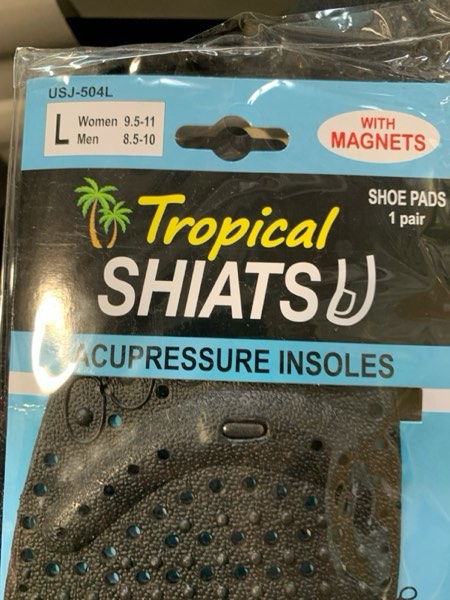 USJ-504L
L
Women 9.5-11
Men 8.5-10
WITH
MAGNETS
SHOE PADS
1 pair
Tropical
SHIATSU
ACUPRESSURE INSOLES